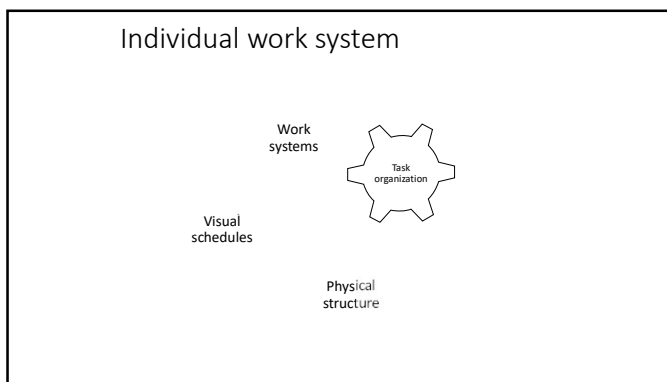 Individual work system
Work
systems
Task
organization
Visual
schedules
Physical
structure